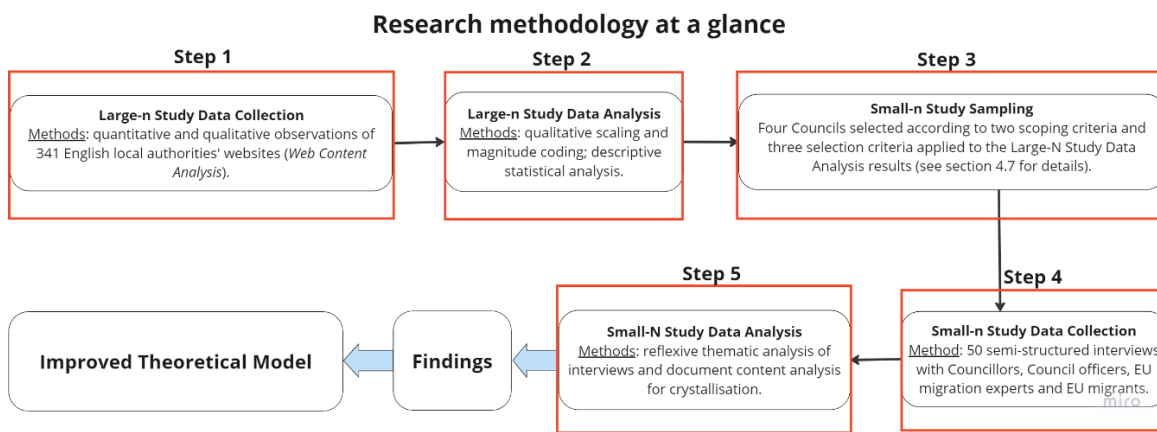 Research methodology at a glance
Step 1
Large-n Study Data Collection
Methods: quantitative and qualitative observations of
341 English local authorities' websites (Web Content
Analysis).
Step 2
Large-n Study Data Analysis
Methods: qualitative scaling and
magnitude coding; descriptive
statistical analysis.
Step 3
Small-n Study Sampling
Four Councils selected according to two scoping criteria and
three selection criteria applied to the Large-N Study Data
Analysis results (see section 4.7 for details).
Step 4
Small-n Study Data Collection
Method: 50 semi-structured interviews
with Councillors, Council officers, EU
migration experts and EU migrants.
miro
Step 5
Small-N Study Data Analysis
Methods: reflexive thematic analysis of
interviews and document content analysis
for crystallisation.
Findings
Improved Theoretical Model